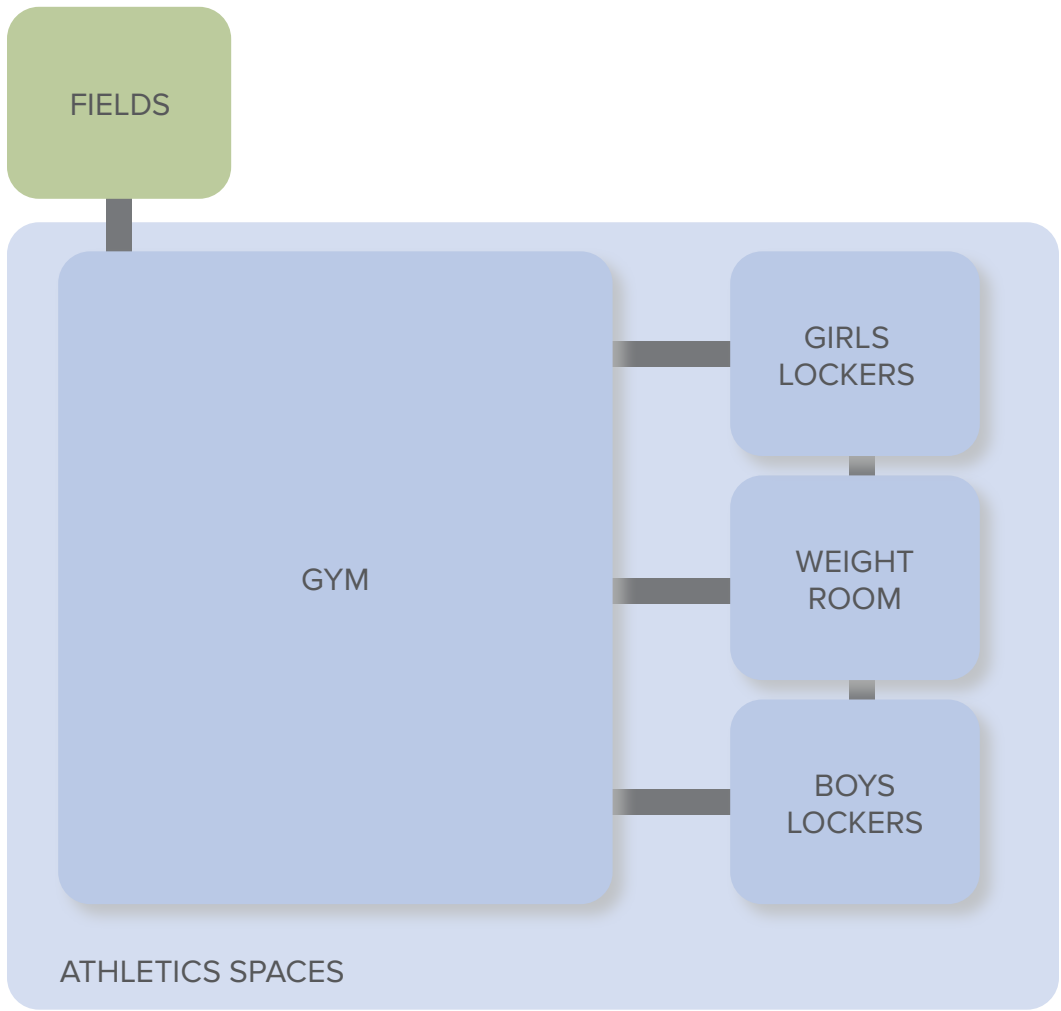 FIELDS
GIRLS
LOCKERS
GYM
WEIGHT
ROOM
BOYS
LOCKERS
ATHLETICS SPACES